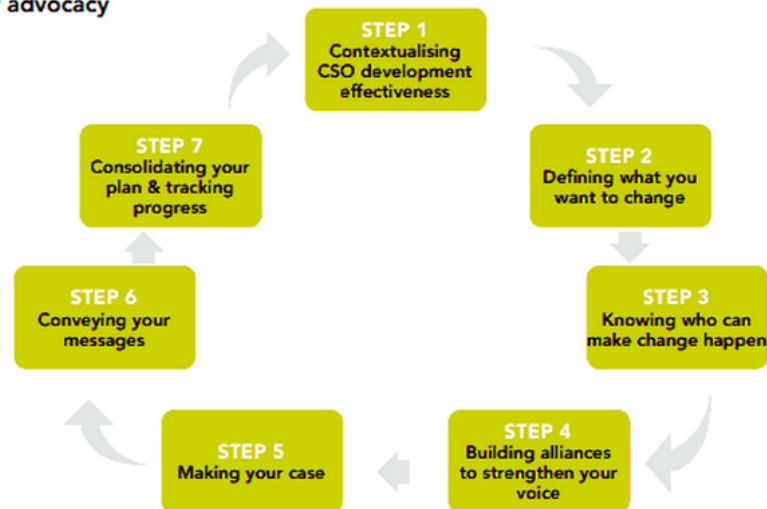 advocacy
STEP 1
Contextualising
CSO development
effectiveness
STEP 2
Defining what you
want to change
STEP 3
Knowing who can
make change happen
STEP 4
Building alliances
to strengthen your
voice
STEP 5
Making your case
STEP 6
Conveying your
messages
STEP 7
Consolidating your
plan & tracking
progress